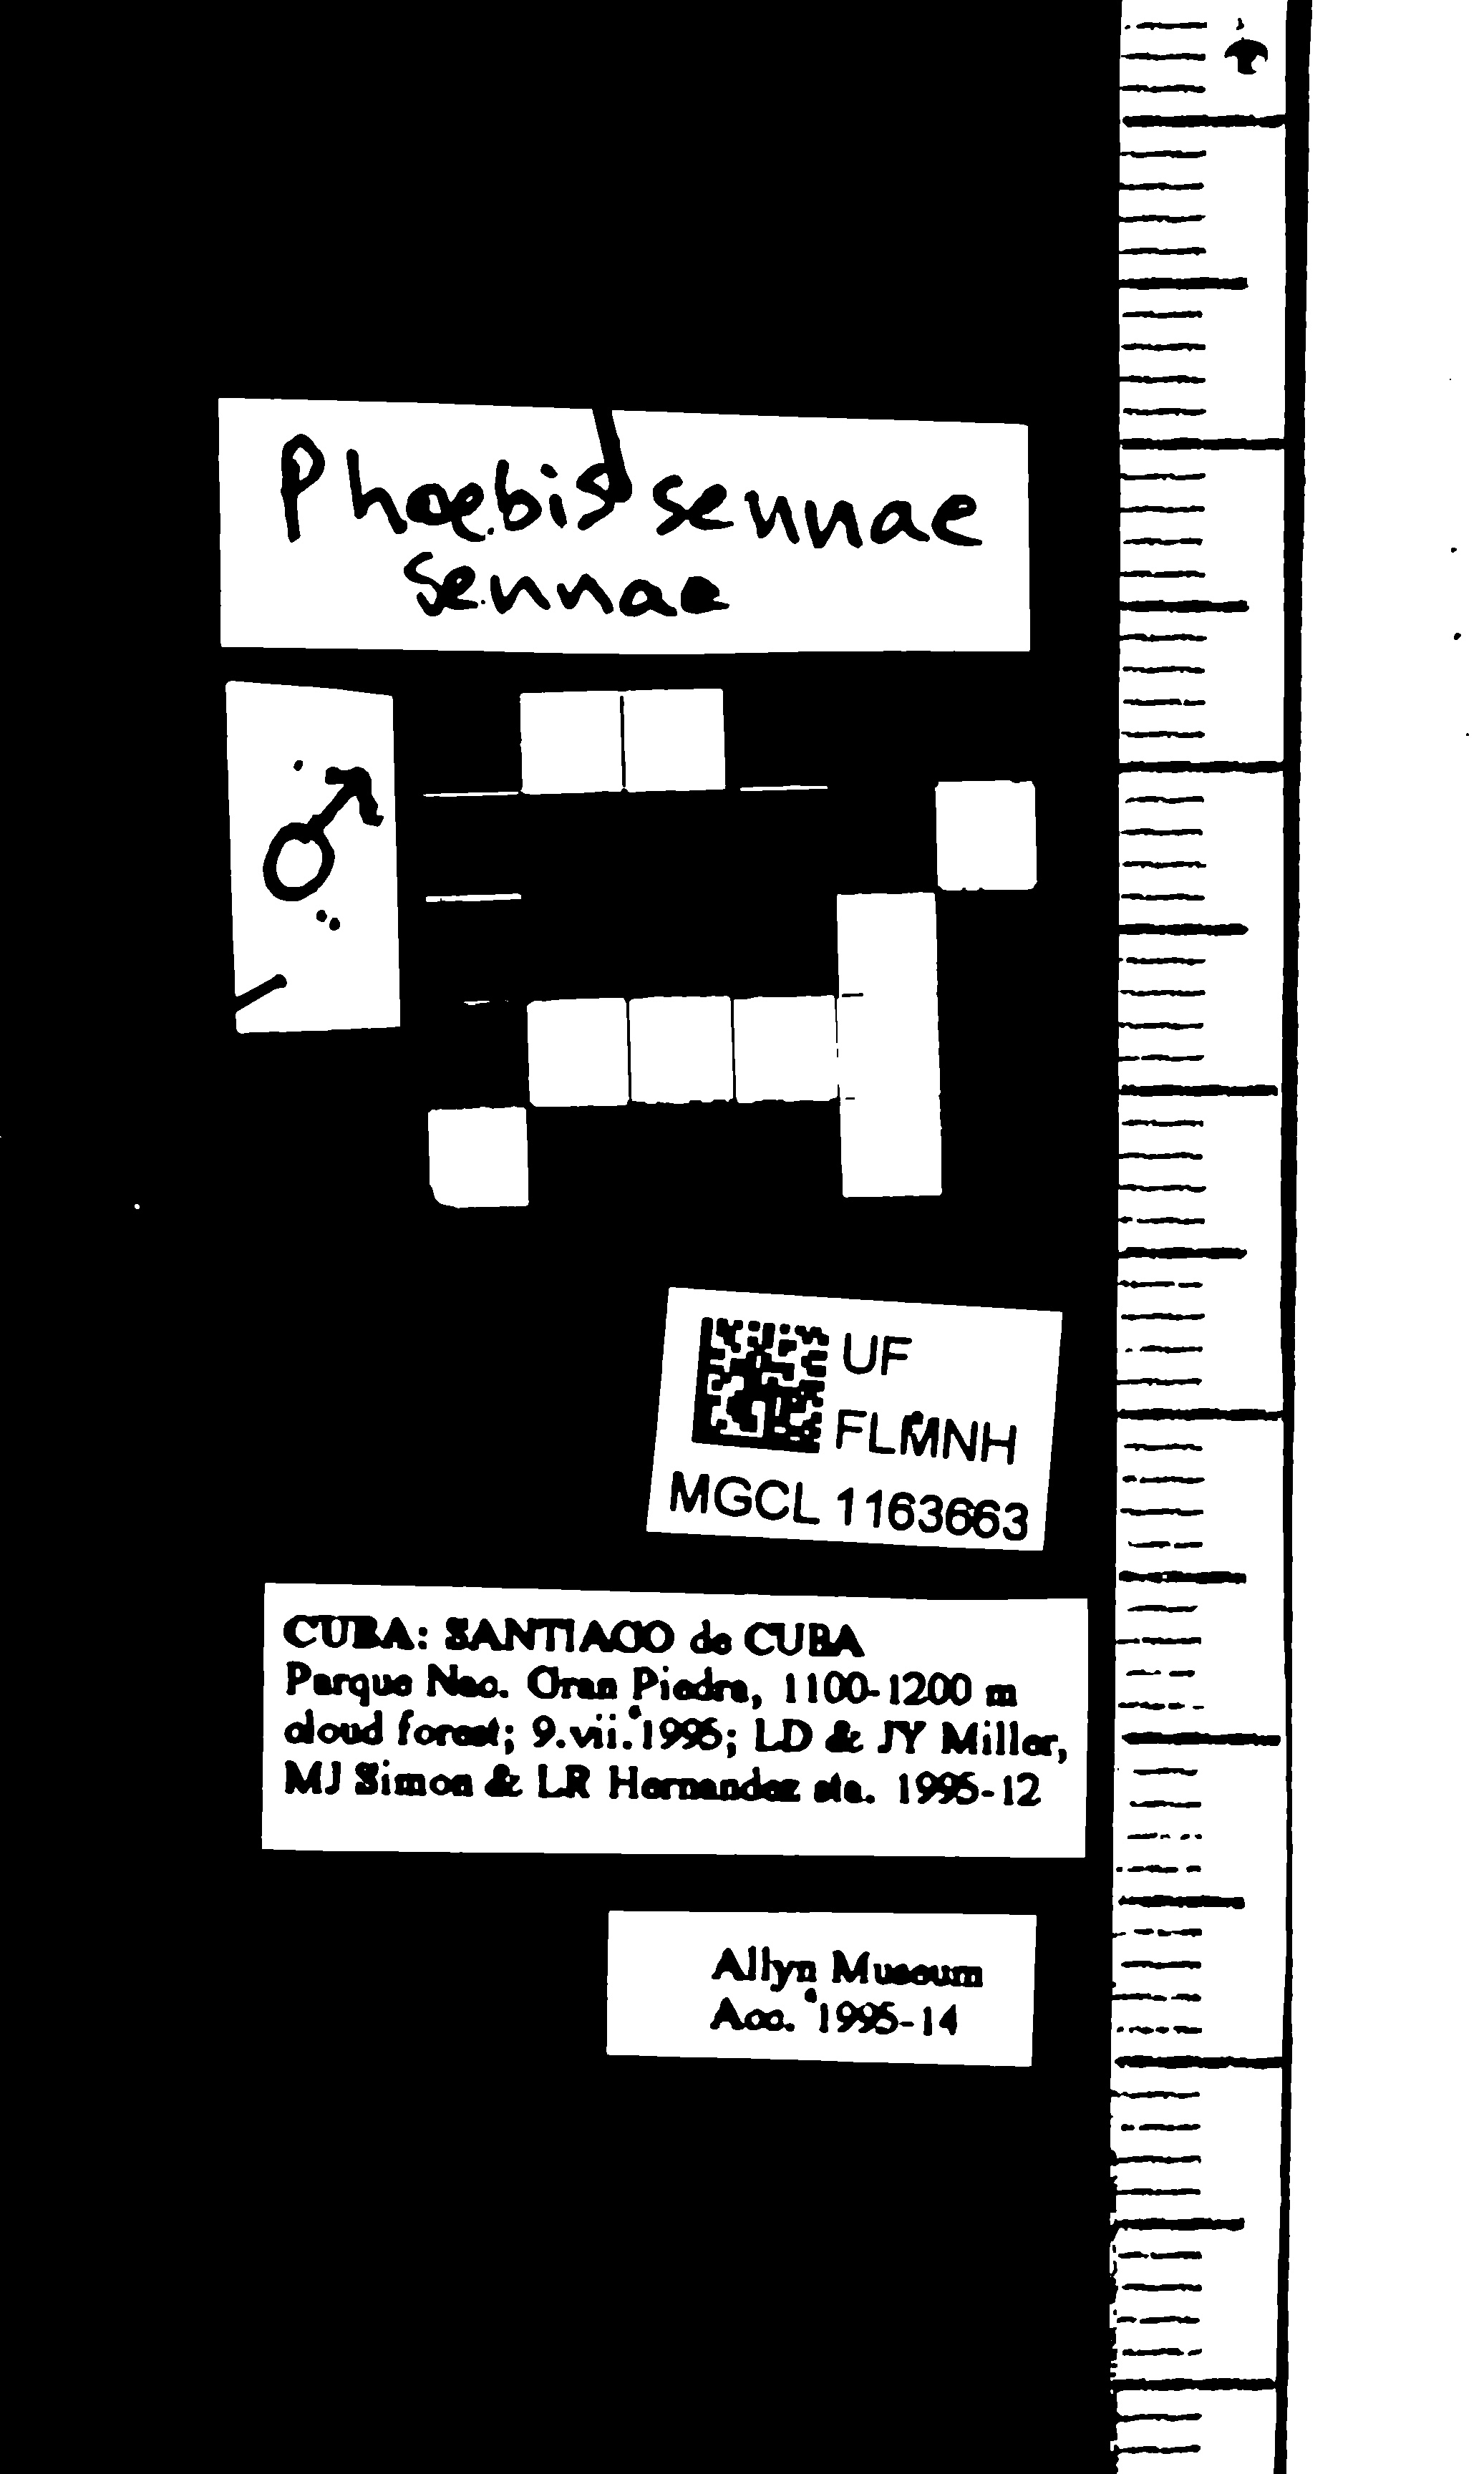 Phoebis sennae
sennae
♂
UF
FLMNH
MGCL 1163663
CUBA: SANTIAGO de CUBA
Parque Nac. Gran Piedra, 1100-1200 m
cloud forest; 9.vii.1995; LD & JY Miller,
MJ Simon & LR Hernandez sta. 1995-12
Allyn Museum
Acc. 1995-14